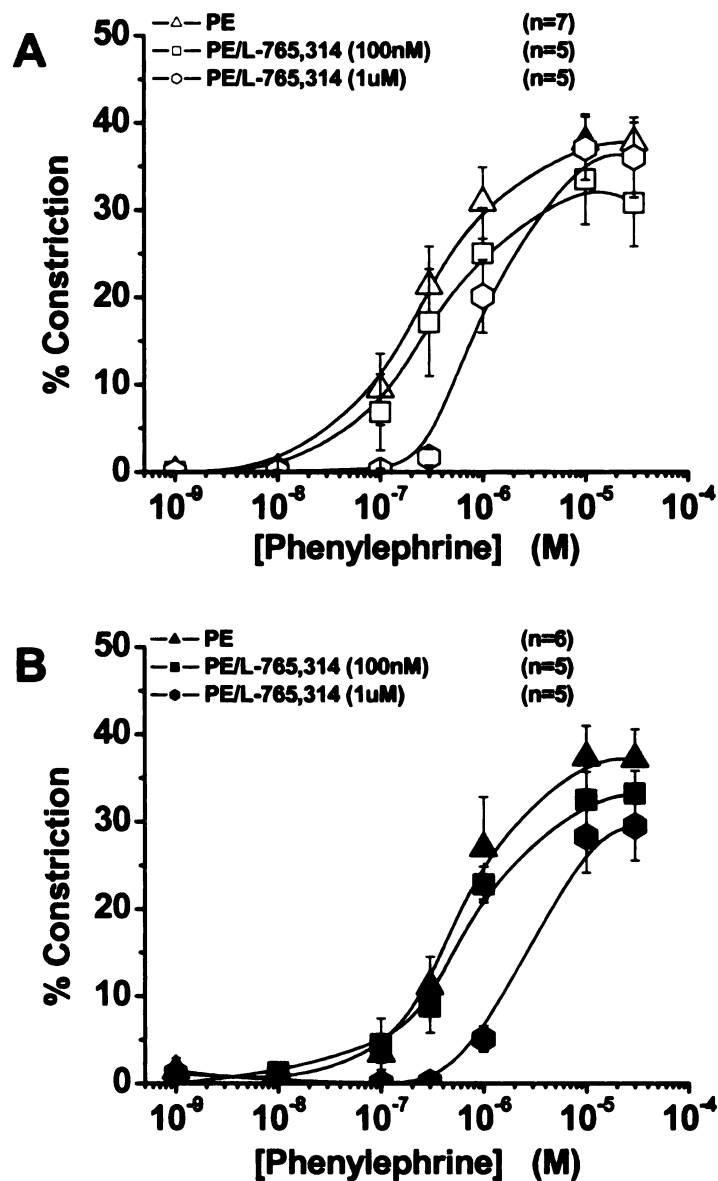 A
PE (n=7)
PE/L-765,314 (100nM) (n=5)
PE/L-765,314 (1uM) (n=5)
% Constriction
50
40
30
20
10
0
10⁻⁹ 10⁻⁸ 10⁻⁷ 10⁻⁶ 10⁻⁵ 10⁻⁴
[Phenylephrine] (M)
B
PE (n=6)
PE/L-765,314 (100nM) (n=5)
PE/L-765,314 (1uM) (n=5)
% Constriction
50
40
30
20
10
0
10⁻⁹ 10⁻⁸ 10⁻⁷ 10⁻⁶ 10⁻⁵ 10⁻⁴
[Phenylephrine] (M)